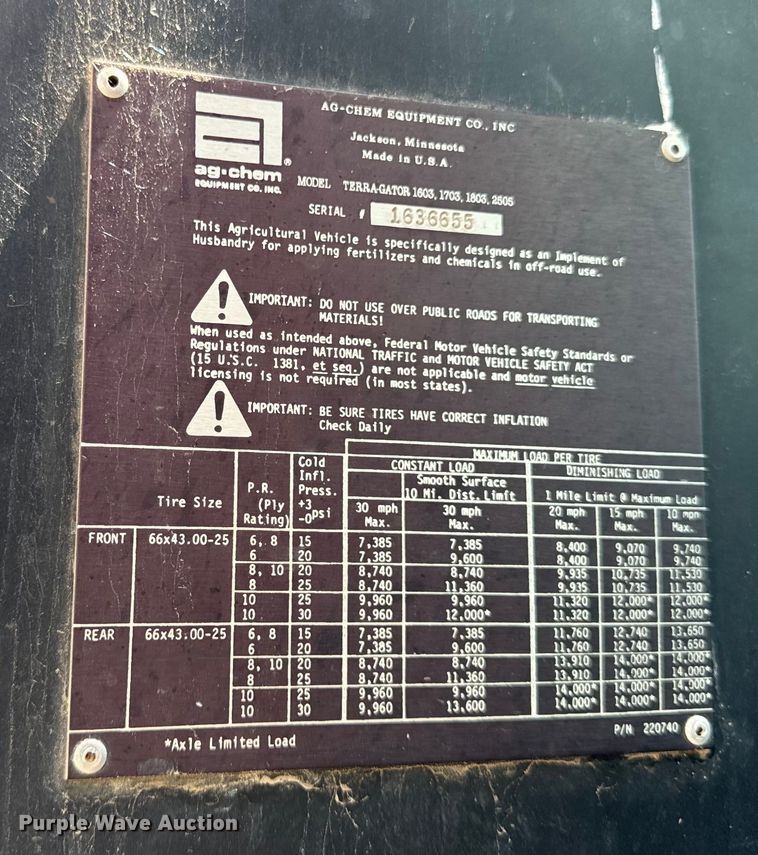 AG-CHEM EQUIPMENT CO., INC
Jackson, Minnesota
Made in U.S.A.
ag-chem®
EQUIPMENT CO. INC.
MODEL TERRA-GATOR 1603, 1703, 1803, 2505
SERIAL # 1636655
This Agricultural Vehicle is specifically designed as an Implement of
Husbandry for applying fertilizers and chemicals in off-road use.
IMPORTANT: DO NOT USE OVER PUBLIC ROADS FOR TRANSPORTING
MATERIALS!
When used as intended above, Federal Motor Vehicle Safety Standards or
Regulations under NATIONAL TRAFFIC and MOTOR VEHICLE SAFETY ACT
(15 U.S.C. 1381, et seq.) are not applicable and motor vehicle
licensing is not required (in most states).
IMPORTANT: BE SURE TIRES HAVE CORRECT INFLATION
Check Daily
MAXIMUM LOAD PER TIRE
CONSTANT LOAD DIMINISHING LOAD
Tire Size
P.R.
(Ply
Rating)
Cold
Infl.
Press.
+3
-0 psi
30 mph
Max.
Smooth Surface
10 Mi. Dist. Limit
30 mph
Max.
1 Mile Limit @ Maximum Load
20 mph
Max.
15 mph
Max.
10 mph
Max.
FRONT 66x43.00-25 6, 8 15 7,385 7,385 8,400 9,070 9,740
6 20 7,385 9,600 8,400 9,070 9,740
8, 10 20 8,740 8,740 9,935 10,735 11,530
8 25 8,740 11,360 9,935 10,735 11,530
10 25 9,960 9,960 11,320 12,000* 12,000*
10 30 9,960 12,000* 11,320 12,000* 12,000*
REAR 66x43.00-25 6, 8 15 7,385 7,385 11,760 12,740 13,650
6 20 7,385 9,600 11,760 12,740 13,650
8, 10 20 8,740 8,740 13,910 14,000* 14,000*
8 25 8,740 11,360 13,910 14,000* 14,000*
10 25 9,960 9,960 14,000* 14,000* 14,000*
10 30 9,960 13,600 14,000* 14,000* 14,000*
*Axle Limited Load
P/N 220740
Purple Wave Auction